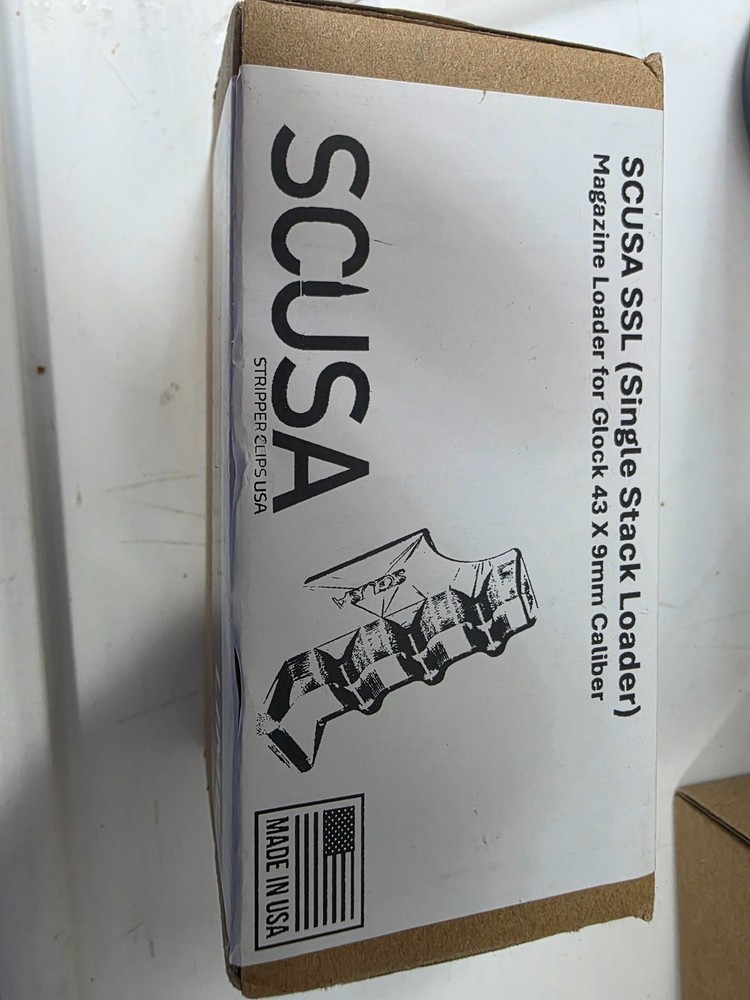 SCUSA SSL (Single Stack Loader)
Magazine Loader for Glock 43 X 9mm Caliber
SCUSA
STRIPPER CLIPS USA
MADE IN USA